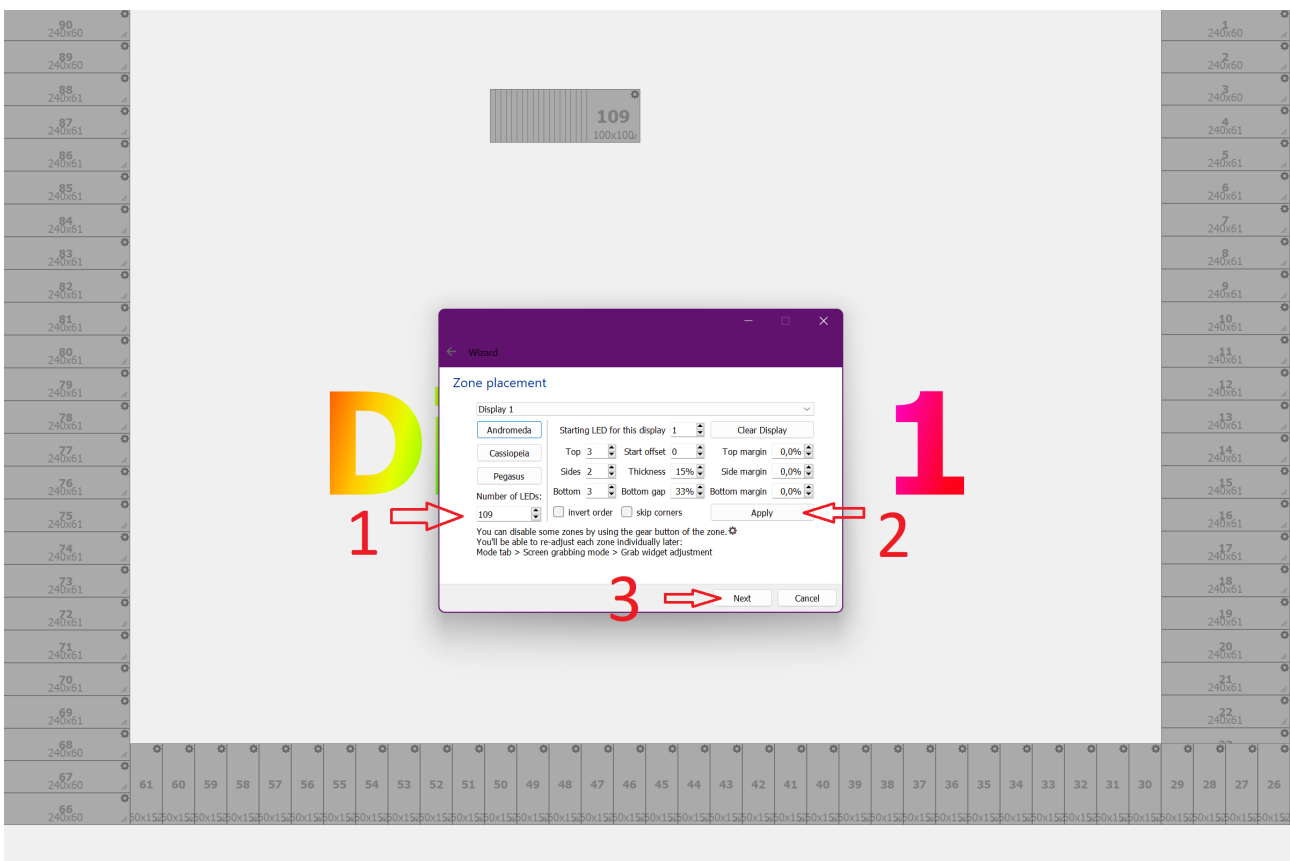 90
240x60
89
240x60
88
240x61
87
240x61
86
240x61
85
240x61
84
240x61
83
240x61
82
240x61
81
240x61
80
240x61
79
240x61
78
240x61
77
240x61
76
240x61
75
240x61
74
240x61
73
240x61
72
240x61
71
240x61
70
240x61
69
240x61
68
240x60
67
240x60
66
240x60
109
100x100
Wizard
Zone placement
Display 1
Andromeda
Starting LED for this display 1
Clear Display
Cassiopeia
Top 3
Start offset 0
Top margin 0,0%
Pegasus
Sides 2
Thickness 15%
Side margin 0,0%
Number of LEDs:
Bottom 3
Bottom gap 33%
Bottom margin 0,0%
109
invert order
skip corners
Apply
You can disable some zones by using the gear button of the zone.
You'll be able to re-adjust each zone individually later:
Mode tab > Screen grabbing mode > Grab widget adjustment
Next
Cancel
1
2
3
D
1
1
240x60
2
240x60
3
240x60
4
240x61
5
240x61
6
240x61
7
240x61
8
240x61
9
240x61
10
240x61
11
240x61
12
240x61
13
240x61
14
240x61
15
240x61
16
240x61
17
240x61
18
240x61
19
240x61
20
240x61
21
240x61
22
240x61
61 60 59 58 57 56 55 54 53 52 51 50 49 48 47 46 45 44 43 42 41 40 39 38 37 36 35 34 33 32 31 30 29 28 27 26